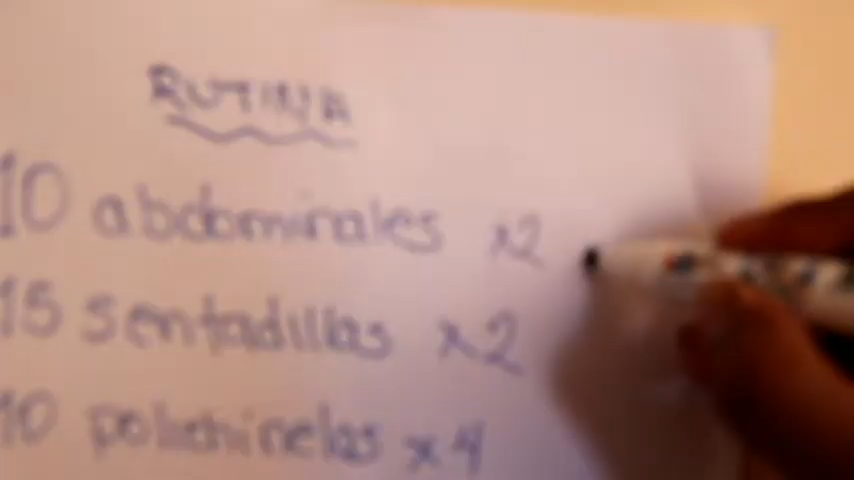 RUTINA
10 abdominales x2
15 sentadillas x2
10 polichinelas x4